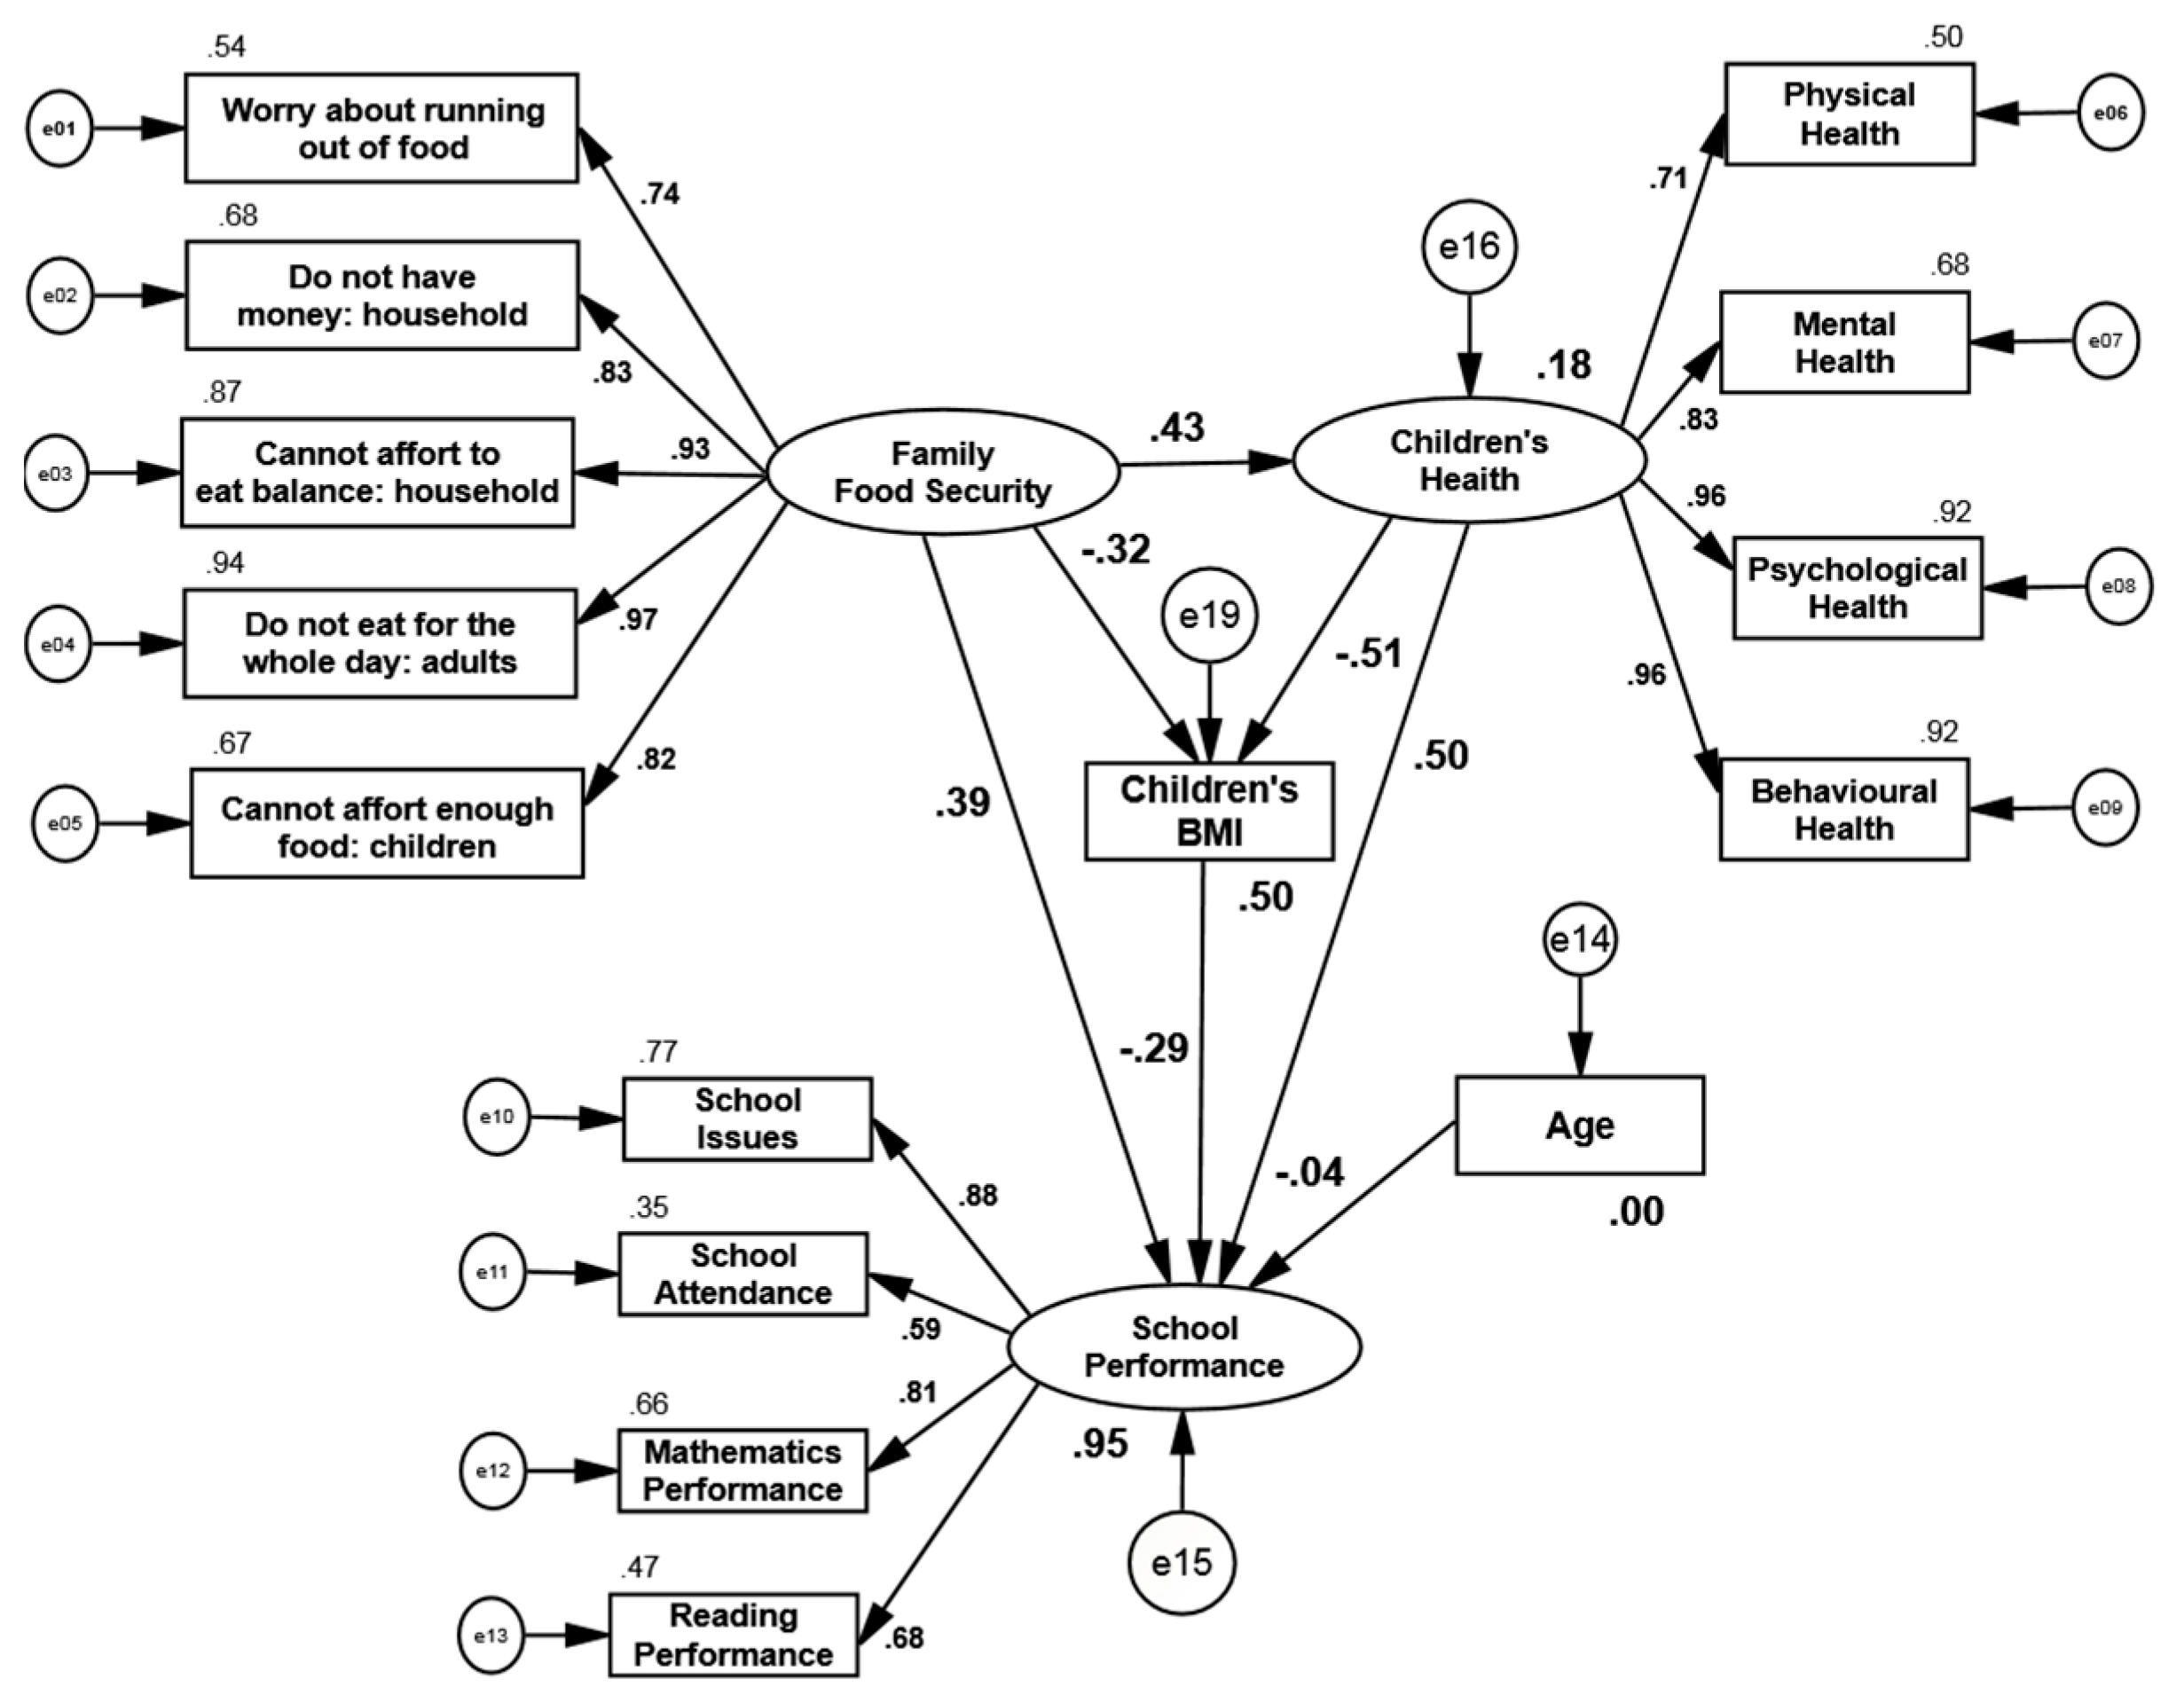 .54
e01
Worry about running
out of food
.74
.68
e02
Do not have
money: household
.83
.87
e03
Cannot affort to
eat balance: household
.93
.94
e04
Do not eat for the
whole day: adults
.97
.67
e05
Cannot affort enough
food: children
.82
Family
Food Security
.43
-.32
.39
e16
.18
Children's
Heaith
-.51
.50
e19
Children's
BMI
.50
-.29
.50
Physical
Health
e06
.71
.68
Mental
Health
e07
.83
.92
Psychological
Health
e08
.96
.92
Behavioural
Health
e09
.96
e14
Age
.00
-.04
.77
e10
School
Issues
.88
.35
e11
School
Attendance
.59
.66
e12
Mathematics
Performance
.81
.47
e13
Reading
Performance
.68
School
Performance
.95
e15